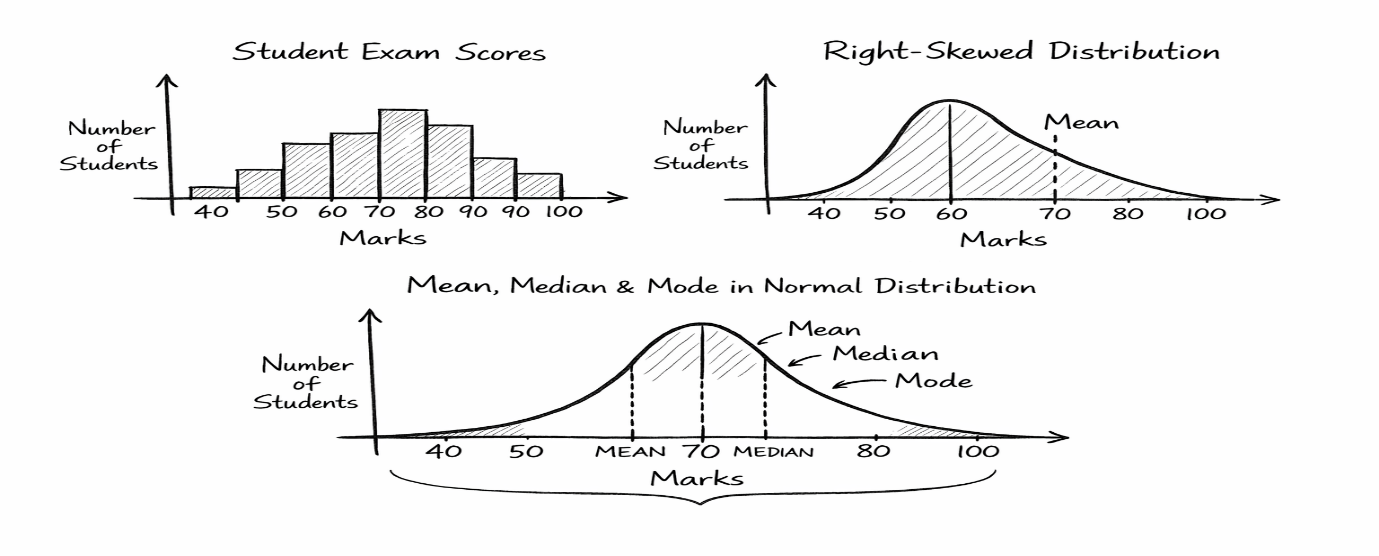 Student Exam Scores
Number
of
Students
40 50 60 70 80 90 90 100
Marks
Right-Skewed Distribution
Number
of
Students
Mean
40 50 60 70 80 100
Marks
Mean, Median & Mode in Normal Distribution
Number
of
Students
Mean
Median
Mode
40 50 MEAN 70 MEDIAN 80 100
Marks